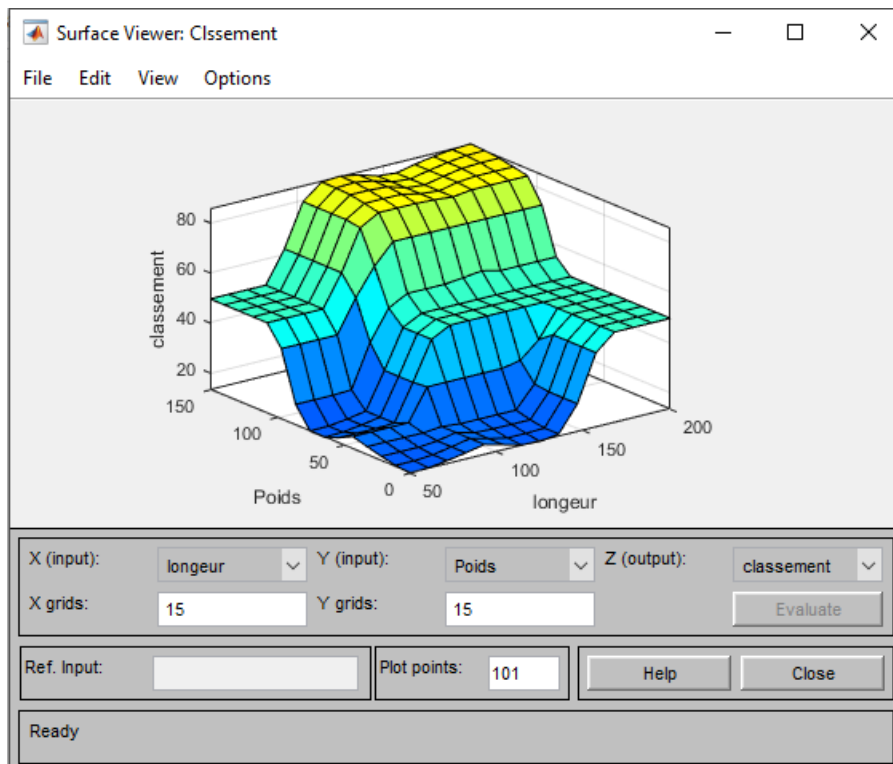 Surface Viewer: Clssement
File Edit View Options
80
60
40
20
classement
150
100
50
0
Poids
50
100
150
200
longeur
X (input): longeur Y (input): Poids Z (output): classement
X grids: 15 Y grids: 15 Evaluate
Ref. Input: Plot points: 101 Help Close
Ready